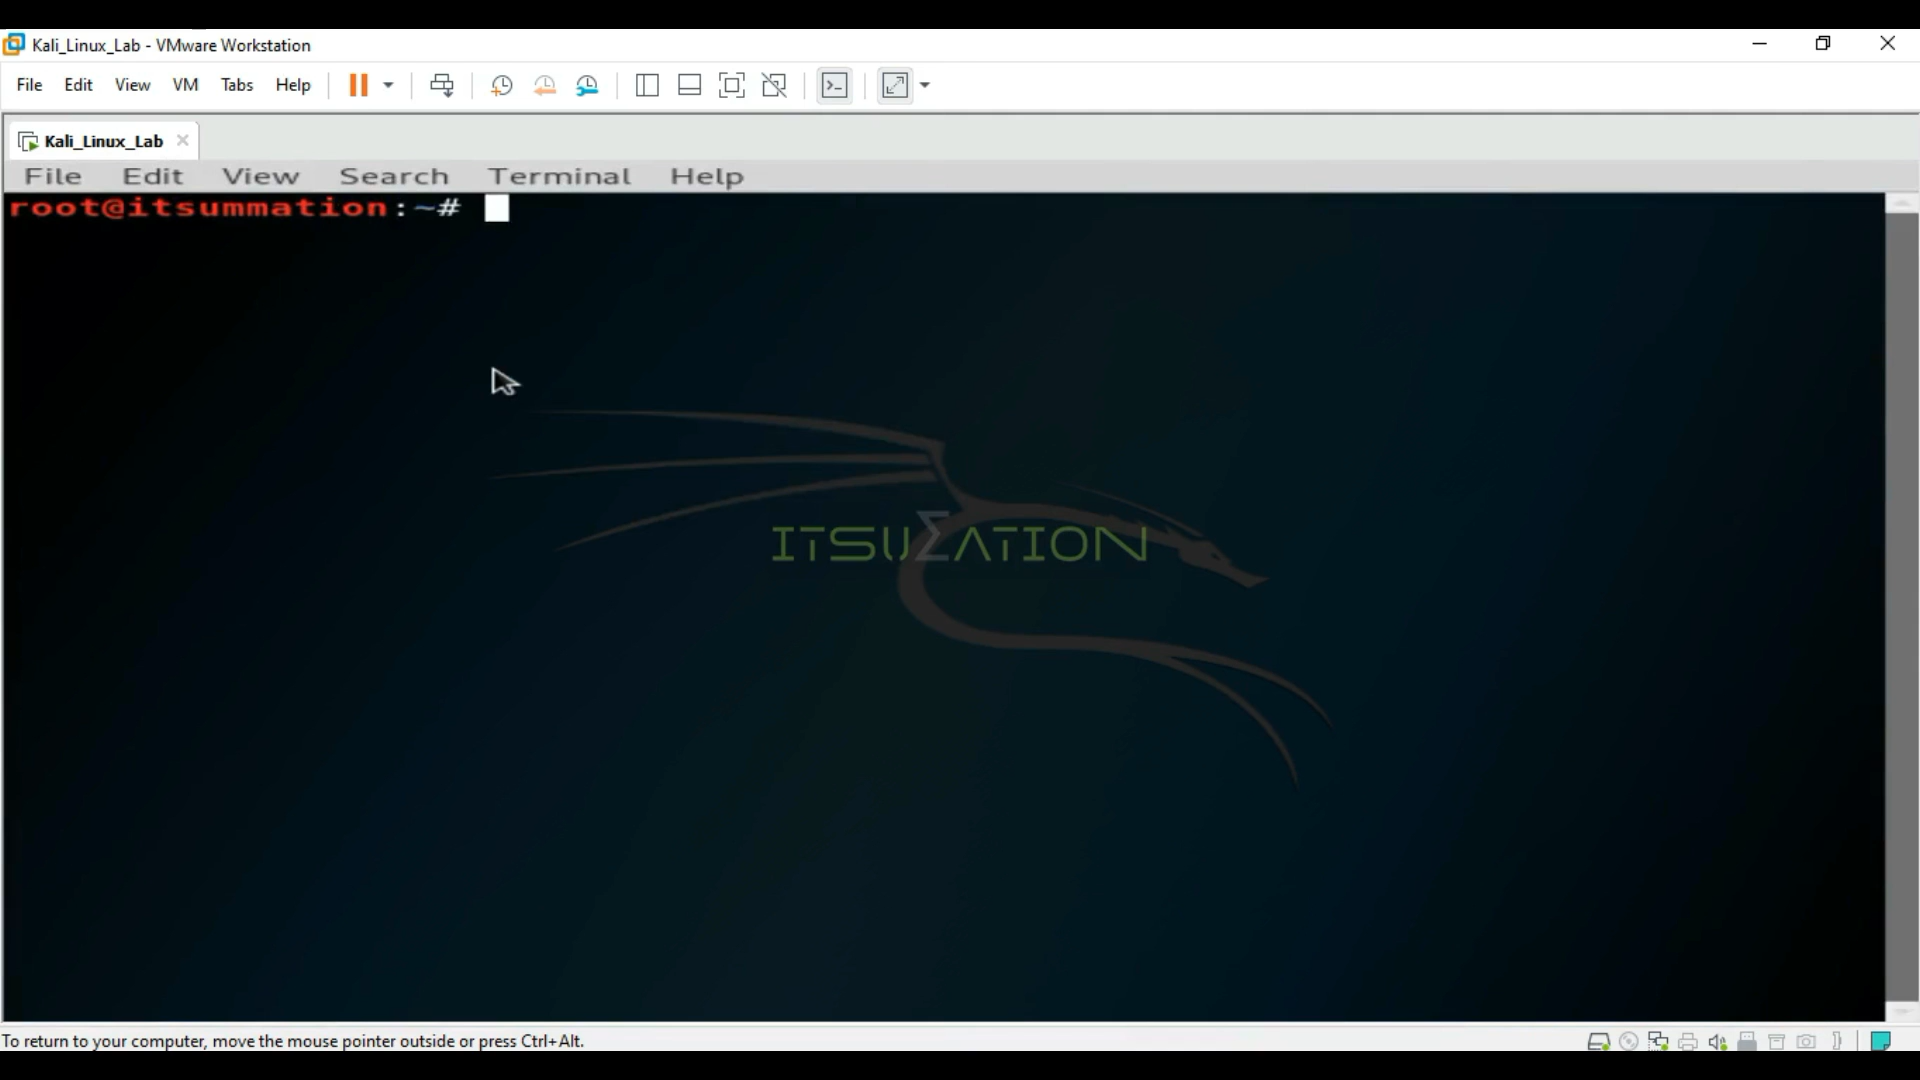 Kali_Linux_Lab - VMware Workstation
File Edit View VM Tabs Help
Kali_Linux_Lab
File Edit View Search Terminal Help
root@itsummation:~#
ITSUΣATION
To return to your computer, move the mouse pointer outside or press Ctrl+Alt.